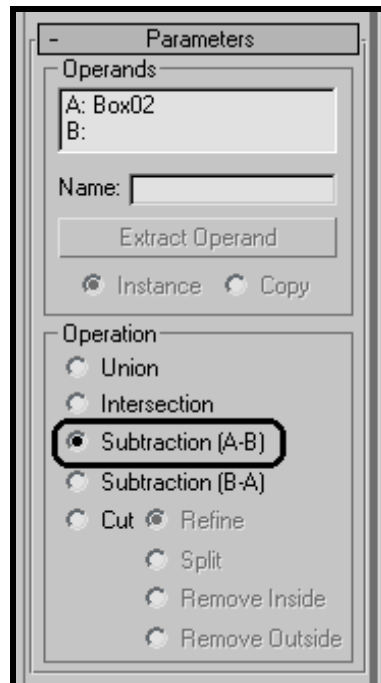 - Parameters
Operands
A: Box02
B:
Name:
Extract Operand
Instance Copy
Operation
Union
Intersection
Subtraction (A-B)
Subtraction (B-A)
Cut Refine
Split
Remove Inside
Remove Outside